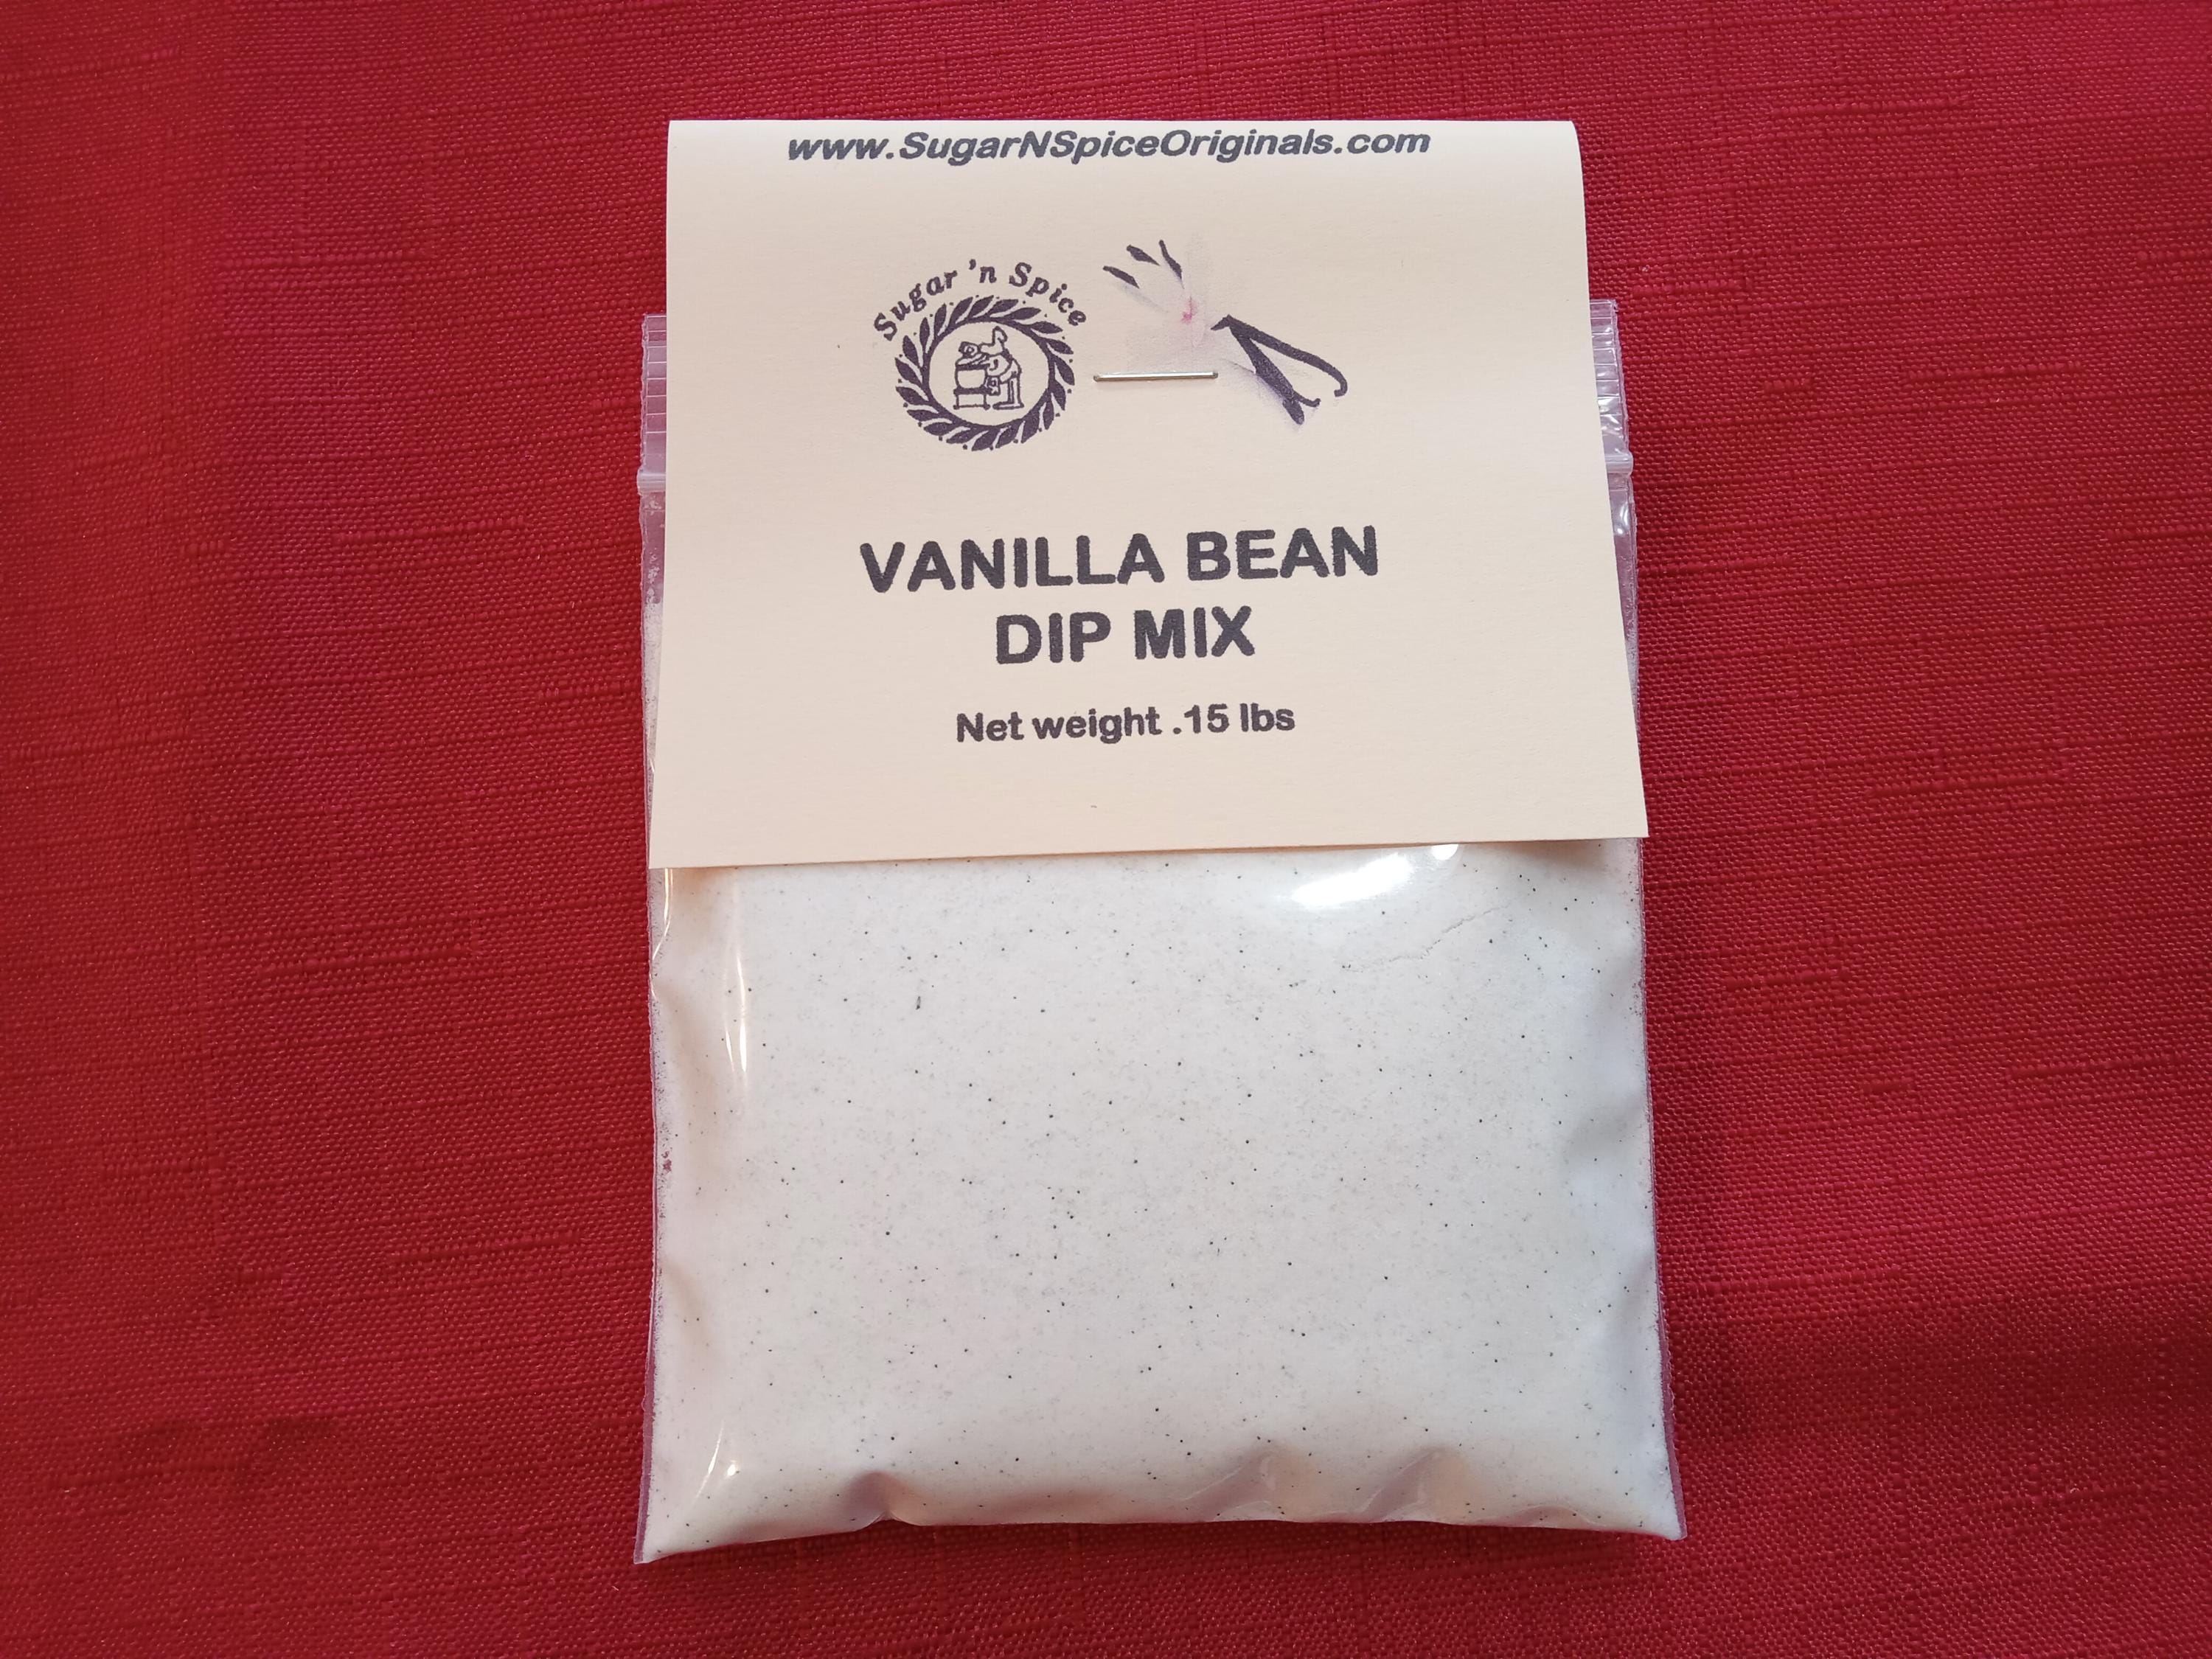 www.SugarNSpiceOriginals.com
Sugar 'n Spice
VANILLA BEAN
DIP MIX
Net weight .15 lbs